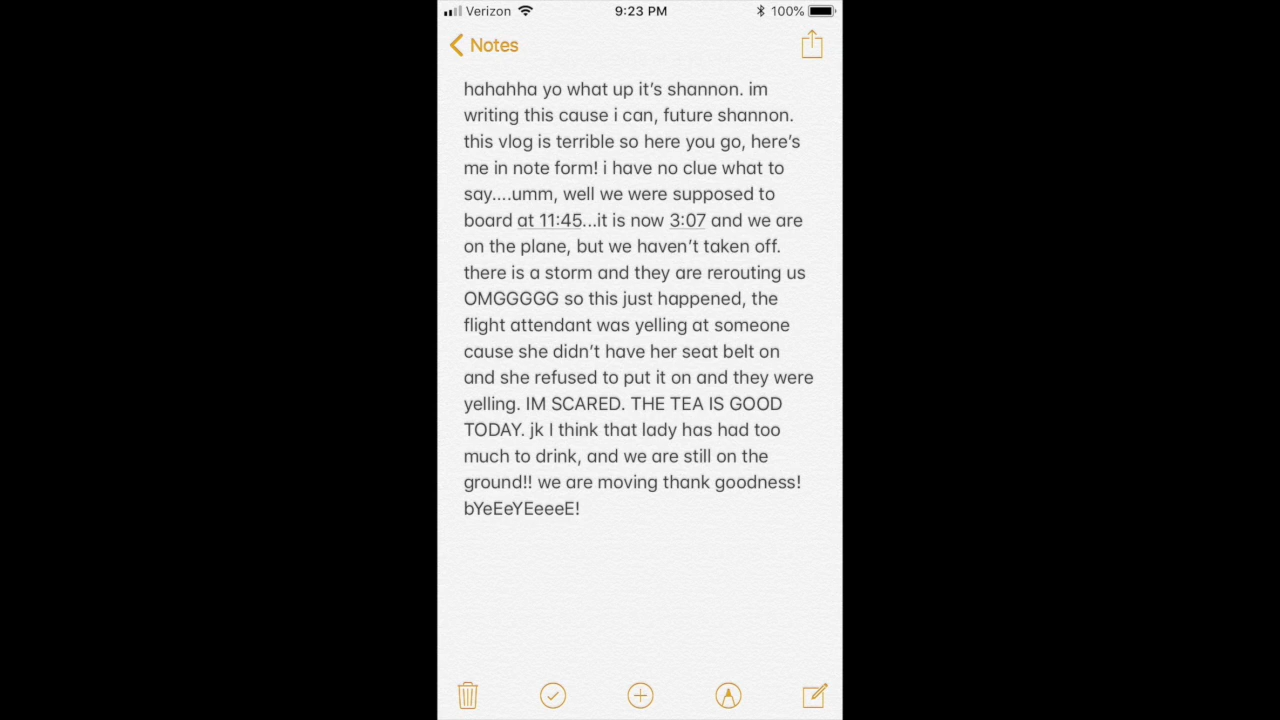 Verizon 9:23 PM 100%
Notes
hahahha yo what up it's shannon. im
writing this cause i can, future shannon.
this vlog is terrible so here you go, here's
me in note form! i have no clue what to
say....umm, well we were supposed to
board at 11:45...it is now 3:07 and we are
on the plane, but we haven't taken off.
there is a storm and they are rerouting us
OMGGGGG so this just happened, the
flight attendant was yelling at someone
cause she didn't have her seat belt on
and she refused to put it on and they were
yelling. IM SCARED. THE TEA IS GOOD
TODAY. jk I think that lady has had too
much to drink, and we are still on the
ground!! we are moving thank goodness!
bYeEeYEeeeE!